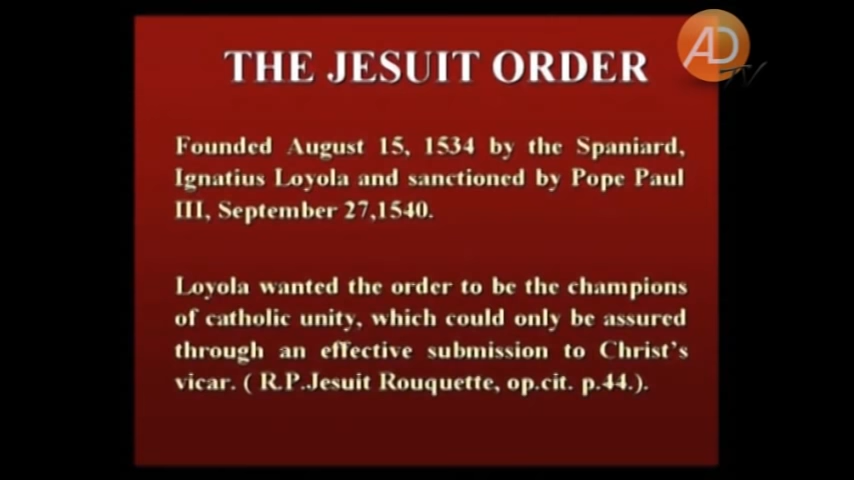 AD
TV
THE JESUIT ORDER
Founded August 15, 1534 by the Spaniard,
Ignatius Loyola and sanctioned by Pope Paul
III, September 27,1540.
Loyola wanted the order to be the champions
of catholic unity, which could only be assured
through an effective submission to Christ's
vicar. ( R.P.Jesuit Rouquette, op.cit. p.44.).